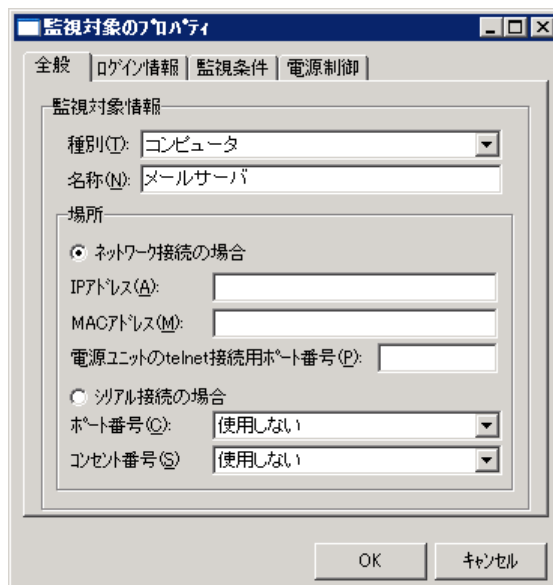 監視対象のﾌﾟﾛﾊﾟﾃｨ
全般 ﾛｸﾞｲﾝ情報 監視条件 電源制御
監視対象情報
種別(T): コンピュータ
名称(N): メールサーバ
場所
ﾈｯﾄﾜｰｸ接続の場合
IPｱﾄﾞﾚｽ(A):
MACｱﾄﾞﾚｽ(M):
電源ﾕﾆｯﾄのtelnet接続用ﾎﾟｰﾄ番号(P):
ｼﾘｱﾙ接続の場合
ﾎﾟｰﾄ番号(C): 使用しない
ｺﾝｾﾝﾄ番号(S) 使用しない
OK ｷｬﾝｾﾙ